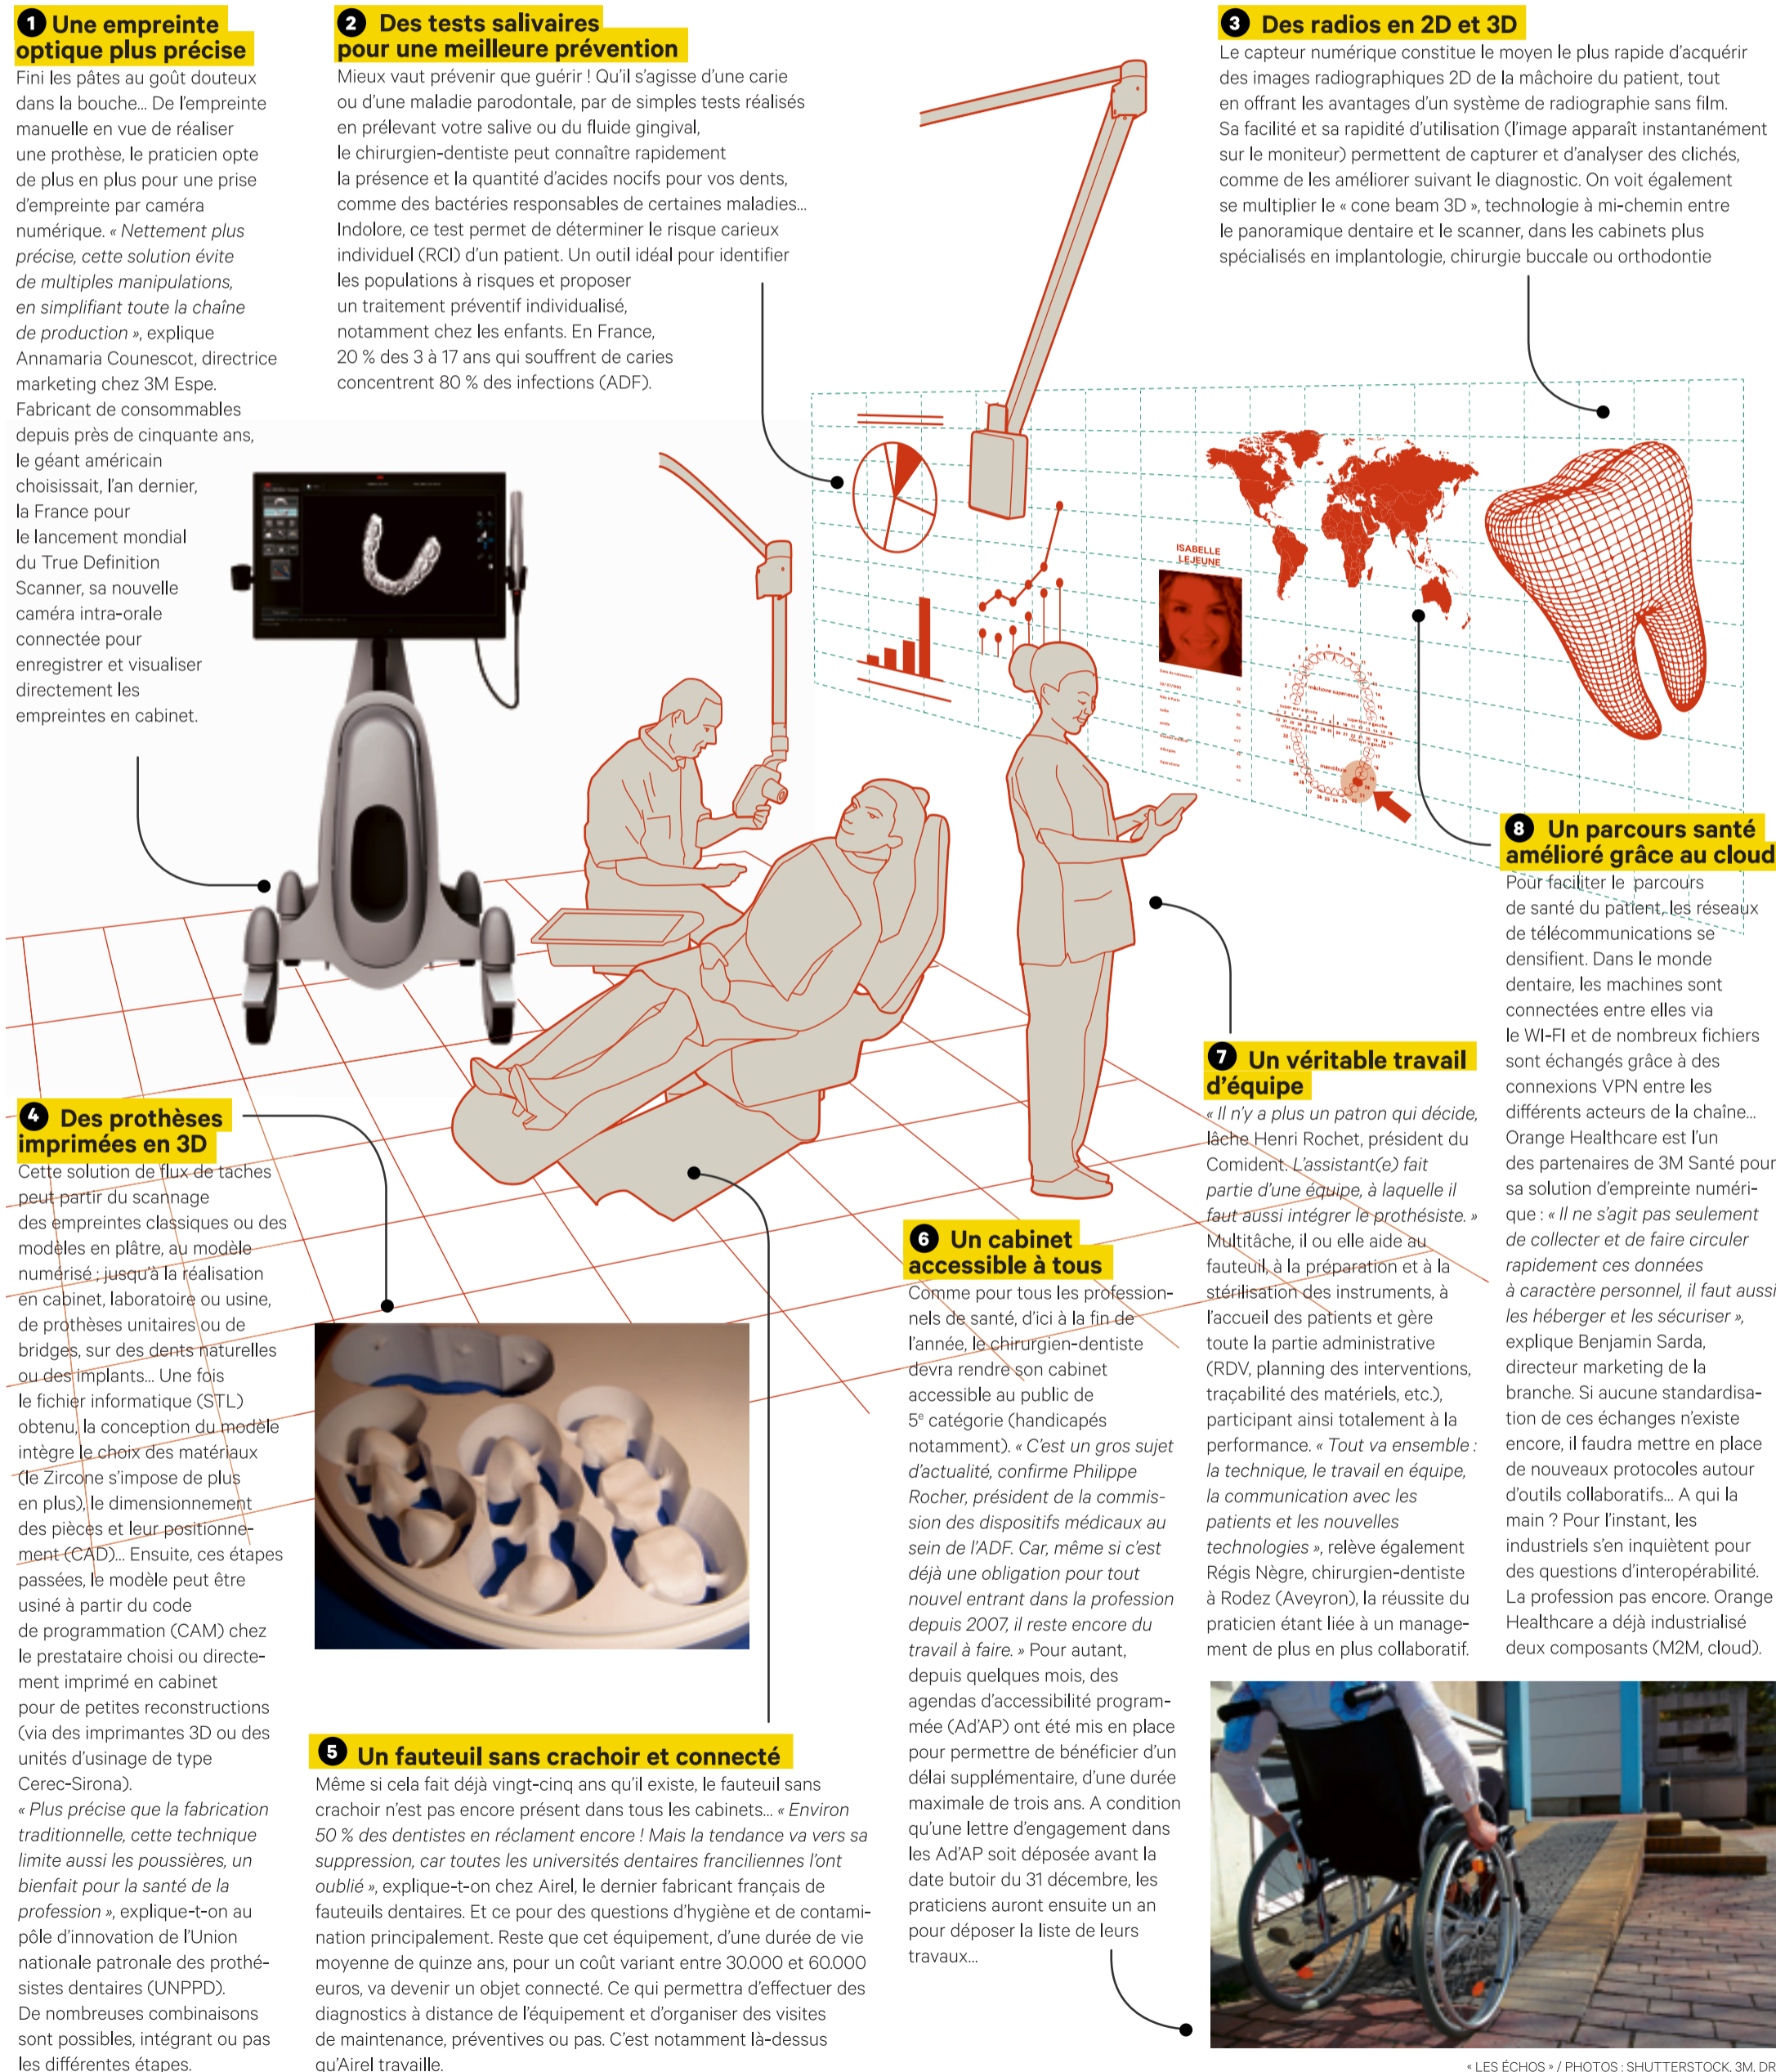 1 Une empreinte
optique plus précise
Fini les pâtes au goût douteux
dans la bouche... De l'empreinte
manuelle en vue de réaliser
une prothèse, le praticien opte
de plus en plus pour une prise
d'empreinte par caméra
numérique. « Nettement plus
précise, cette solution évite
de multiples manipulations,
en simplifiant toute la chaîne
de production », explique
Annamaria Counescot, directrice
marketing chez 3M Espe.
Fabricant de consommables
depuis près de cinquante ans,
le géant américain
choisissait, l'an dernier,
la France pour
le lancement mondial
du True Definition
Scanner, sa nouvelle
caméra intra-orale
connectée pour
enregistrer et visualiser
directement les
empreintes en cabinet.
2 Des tests salivaires
pour une meilleure prévention
Mieux vaut prévenir que guérir ! Qu'il s'agisse d'une carie
ou d'une maladie parodontale, par de simples tests réalisés
en prélevant votre salive ou du fluide gingival,
le chirurgien-dentiste peut connaître rapidement
la présence et la quantité d'acides nocifs pour vos dents,
comme des bactéries responsables de certaines maladies...
Indolore, ce test permet de déterminer le risque carieux
individuel (RCI) d'un patient. Un outil idéal pour identifier
les populations à risques et proposer
un traitement préventif individualisé,
notamment chez les enfants. En France,
20 % des 3 à 17 ans qui souffrent de caries
concentrent 80 % des infections (ADF).
3 Des radios en 2D et 3D
Le capteur numérique constitue le moyen le plus rapide d'acquérir
des images radiographiques 2D de la mâchoire du patient, tout
en offrant les avantages d'un système de radiographie sans film.
Sa facilité et sa rapidité d'utilisation (l'image apparaît instantanément
sur le moniteur) permettent de capturer et d'analyser des clichés,
comme de les améliorer suivant le diagnostic. On voit également
se multiplier le « cone beam 3D », technologie à mi-chemin entre
le panoramique dentaire et le scanner, dans les cabinets plus
spécialisés en implantologie, chirurgie buccale ou orthodontie
ISABELLE
LEJEUNE
mâchoire supérieure
mandibule
4 Des prothèses
imprimées en 3D
Cette solution de flux de taches
peut partir du scannage
des empreintes classiques ou des
modèles en plâtre, au modèle
numérisé ; jusqu'à la réalisation
en cabinet, laboratoire ou usine,
de prothèses unitaires ou de
bridges, sur des dents naturelles
ou des implants... Une fois
le fichier informatique (STL)
obtenu, la conception du modèle
intègre le choix des matériaux
(le Zircone s'impose de plus
en plus), le dimensionnement
des pièces et leur positionne-
ment (CAD)... Ensuite, ces étapes
passées, le modèle peut être
usiné à partir du code
de programmation (CAM) chez
le prestataire choisi ou directe-
ment imprimé en cabinet
pour de petites reconstructions
(via des imprimantes 3D ou des
unités d'usinage de type
Cerec-Sirona).
« Plus précise que la fabrication
traditionnelle, cette technique
limite aussi les poussières, un
bienfait pour la santé de la
profession », explique-t-on au
pôle d'innovation de l'Union
nationale patronale des prothé-
sistes dentaires (UNPPD).
De nombreuses combinaisons
sont possibles, intégrant ou pas
les différentes étapes.
5 Un fauteuil sans crachoir et connecté
Même si cela fait déjà vingt-cinq ans qu'il existe, le fauteuil sans
crachoir n'est pas encore présent dans tous les cabinets... « Environ
50 % des dentistes en réclament encore ! Mais la tendance va vers sa
suppression, car toutes les universités dentaires franciliennes l'ont
oublié », explique-t-on chez Airel, le dernier fabricant français de
fauteuils dentaires. Et ce pour des questions d'hygiène et de contami-
nation principalement. Reste que cet équipement, d'une durée de vie
moyenne de quinze ans, pour un coût variant entre 30.000 et 60.000
euros, va devenir un objet connecté. Ce qui permettra d'effectuer des
diagnostics à distance de l'équipement et d'organiser des visites
de maintenance, préventives ou pas. C'est notamment là-dessus
qu'Airel travaille.
6 Un cabinet
accessible à tous
Comme pour tous les profession-
nels de santé, d'ici à la fin de
l'année, le chirurgien-dentiste
devra rendre son cabinet
accessible au public de
5e catégorie (handicapés
notamment). « C'est un gros sujet
d'actualité, confirme Philippe
Rocher, président de la commis-
sion des dispositifs médicaux au
sein de l'ADF. Car, même si c'est
déjà une obligation pour tout
nouvel entrant dans la profession
depuis 2007, il reste encore du
travail à faire. » Pour autant,
depuis quelques mois, des
agendas d'accessibilité program-
mée (Ad'AP) ont été mis en place
pour permettre de bénéficier d'un
délai supplémentaire, d'une durée
maximale de trois ans. A condition
qu'une lettre d'engagement dans
les Ad'AP soit déposée avant la
date butoir du 31 décembre, les
praticiens auront ensuite un an
pour déposer la liste de leurs
travaux...
7 Un véritable travail
d'équipe
« Il n'y a plus un patron qui décide,
lâche Henri Rochet, président du
Comident. L'assistant(e) fait
partie d'une équipe, à laquelle il
faut aussi intégrer le prothésiste. »
Multitâche, il ou elle aide au
fauteuil, à la préparation et à la
stérilisation des instruments, à
l'accueil des patients et gère
toute la partie administrative
(RDV, planning des interventions,
traçabilité des matériels, etc.),
participant ainsi totalement à la
performance. « Tout va ensemble :
la technique, le travail en équipe,
la communication avec les
patients et les nouvelles
technologies », relève également
Régis Nègre, chirurgien-dentiste
à Rodez (Aveyron), la réussite du
praticien étant liée à un manage-
ment de plus en plus collaboratif.
8 Un parcours santé
amélioré grâce au cloud
Pour faciliter le parcours
de santé du patient, les réseaux
de télécommunications se
densifient. Dans le monde
dentaire, les machines sont
connectées entre elles via
le WI-FI et de nombreux fichiers
sont échangés grâce à des
connexions VPN entre les
différents acteurs de la chaîne...
Orange Healthcare est l'un
des partenaires de 3M Santé pour
sa solution d'empreinte numéri-
que : « Il ne s'agit pas seulement
de collecter et de faire circuler
rapidement ces données
à caractère personnel, il faut aussi
les héberger et les sécuriser »,
explique Benjamin Sarda,
directeur marketing de la
branche. Si aucune standardisa-
tion de ces échanges n'existe
encore, il faudra mettre en place
de nouveaux protocoles autour
d'outils collaboratifs... A qui la
main ? Pour l'instant, les
industriels s'en inquiètent pour
des questions d'interopérabilité.
La profession pas encore. Orange
Healthcare a déjà industrialisé
deux composants (M2M, cloud).
« LES ÉCHOS » / PHOTOS : SHUTTERSTOCK, 3M, DR